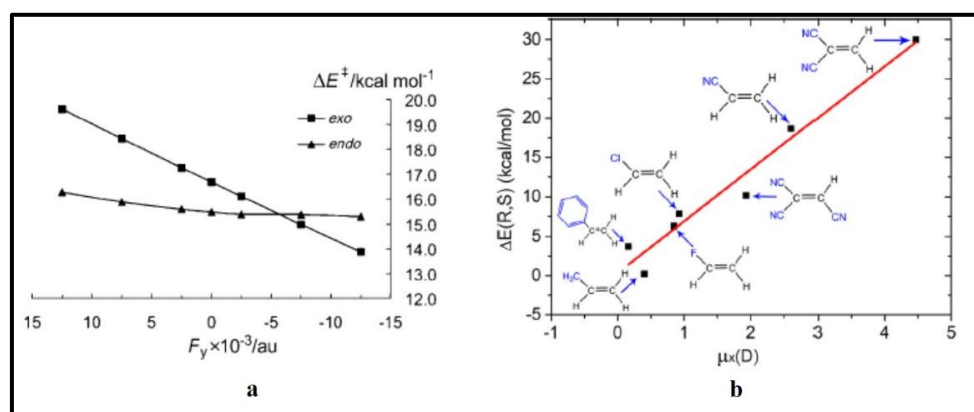 ΔE‡/kcal mol-1
exo
endo
20.0
19.0
18.0
17.0
16.0
15.0
14.0
13.0
12.0
15
10
5
0
-5
-10
-15
Fy×10-3/au
a
ΔE(R,S) (kcal/mol)
30
25
20
15
10
5
0
-5
-1
0
1
2
3
4
5
μx(D)
NC
H
C=C
NC
H
NC
H
C=C
H
H
Cl
H
C=C
H
H
NC
H
C=C
NC
CN
H
H
C=C
H
H
F
H
C=C
H
H
H3C
H
C=C
H
H
b